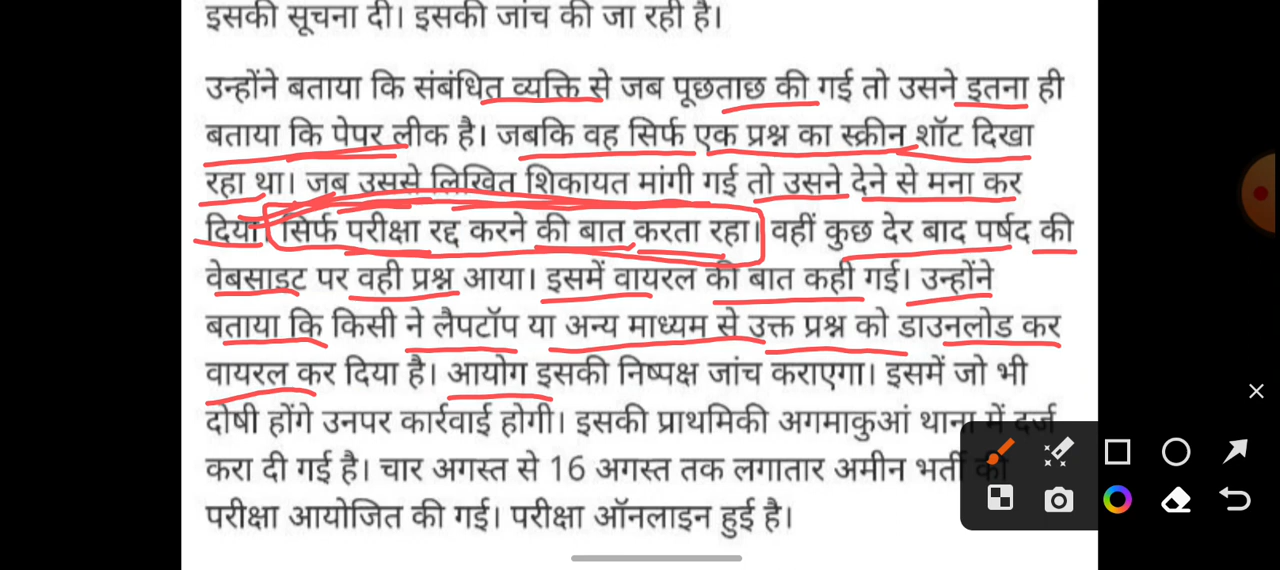 इसकी सूचना दी। इसकी जांच की जा रही है।
उन्होंने बताया कि संबंधित व्यक्ति से जब पूछताछ की गई तो उसने इतना ही
बताया कि पेपर लीक है। जबकि वह सिर्फ एक प्रश्न का स्क्रीन शॉट दिखा
रहा था। जब उससे लिखित शिकायत मांगी गई तो उसने देने से मना कर
दिया। सिर्फ परीक्षा रद्द करने की बात करता रहा। वहीं कुछ देर बाद पर्षद की
वेबसाइट पर वही प्रश्न आया। इसमें वायरल की बात कही गई। उन्होंने
बताया कि किसी ने लैपटॉप या अन्य माध्यम से उक्त प्रश्न को डाउनलोड कर
वायरल कर दिया है। आयोग इसकी निष्पक्ष जांच कराएगा। इसमें जो भी
दोषी होंगे उनपर कार्रवाई होगी। इसकी प्राथमिकी अगमाकुआं थाना में दर्ज
करा दी गई है। चार अगस्त से 16 अगस्त तक लगातार अमीन भर्ती की
परीक्षा आयोजित की गई। परीक्षा ऑनलाइन हुई है।